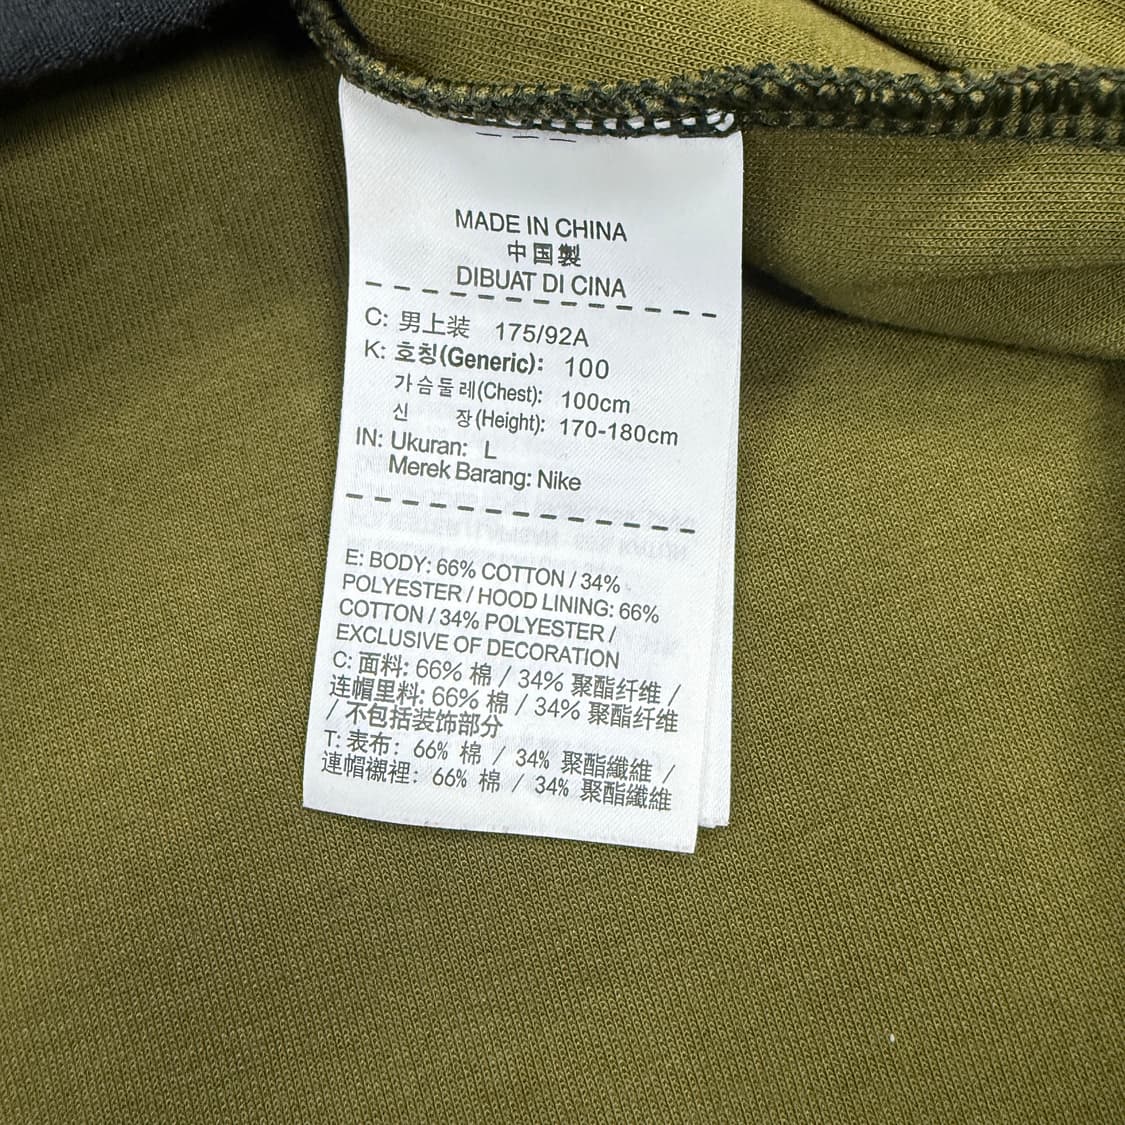 MADE IN CHINA
中国製
DIBUAT DI CINA
C: 男上装 175/92A
K: 호칭(Generic): 100
가슴둘레(Chest): 100cm
신 장(Height): 170-180cm
IN: Ukuran: L
Merek Barang: Nike
E: BODY: 66% COTTON / 34%
POLYESTER / HOOD LINING: 66%
COTTON / 34% POLYESTER /
EXCLUSIVE OF DECORATION
C: 面料: 66% 棉 / 34% 聚酯纤维 /
连帽里料: 66% 棉 / 34% 聚酯纤维
/ 不包括装饰部分
T: 表布: 66% 棉 / 34% 聚酯纖維 /
連帽襯裡: 66% 棉 / 34% 聚酯纖維